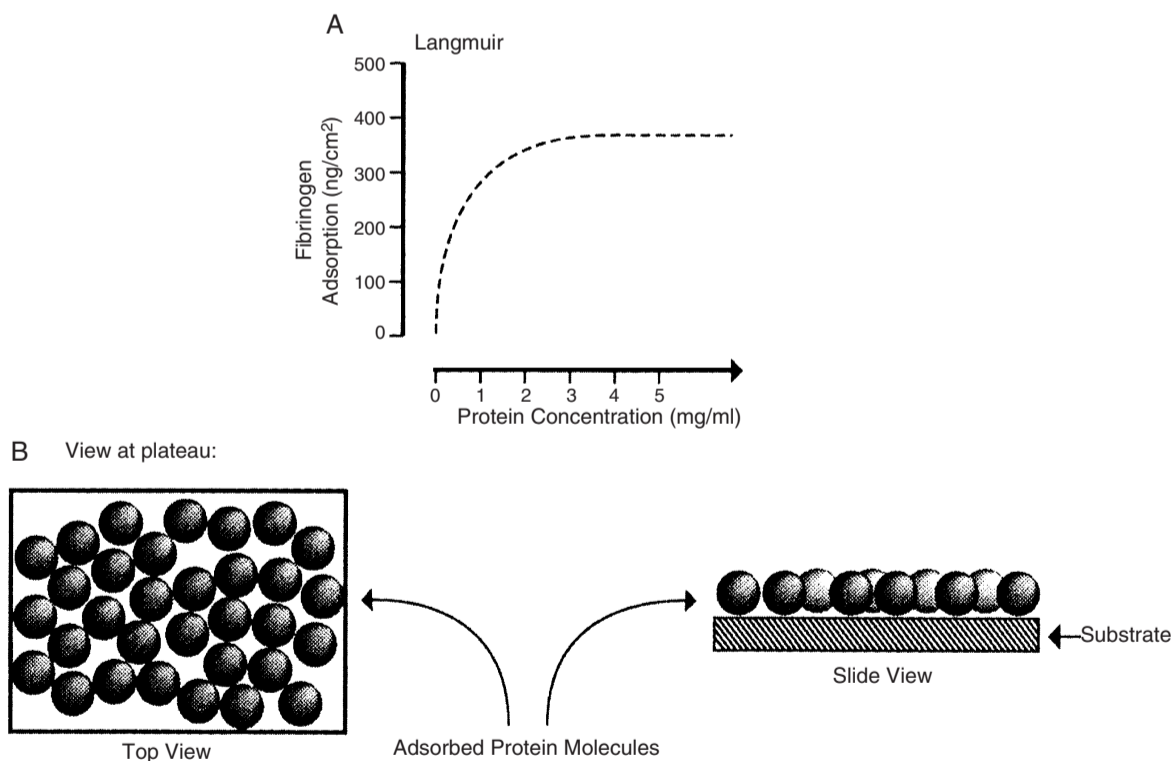 A
Langmuir
500
400
300
200
100
0
Fibrinogen
Adsorption (ng/cm²)
0 1 2 3 4 5
Protein Concentration (mg/ml)
B View at plateau:
Substrate
Slide View
Top View
Adsorbed Protein Molecules